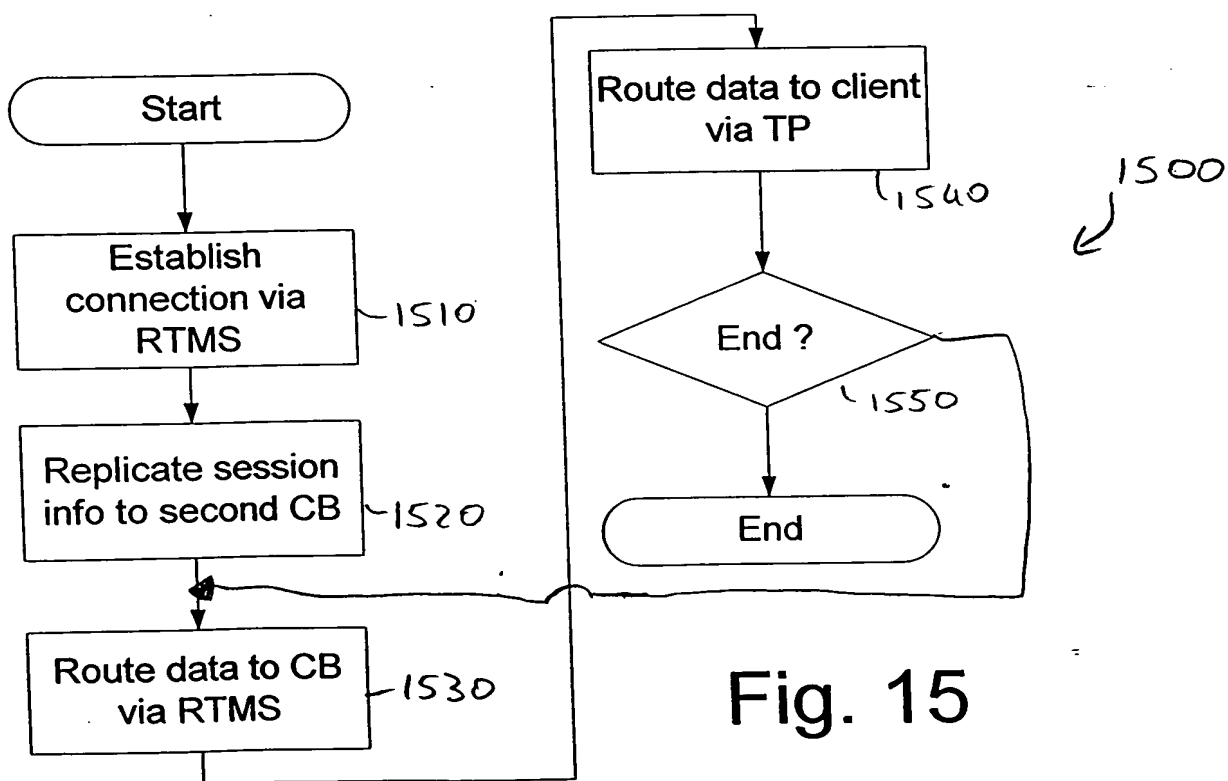 Start
Establish
connection via
RTMS
1510
Replicate session
info to second CB
1520
Route data to CB
via RTMS
1530
Route data to client
via TP
1540
1500
End ?
1550
End
Fig. 15